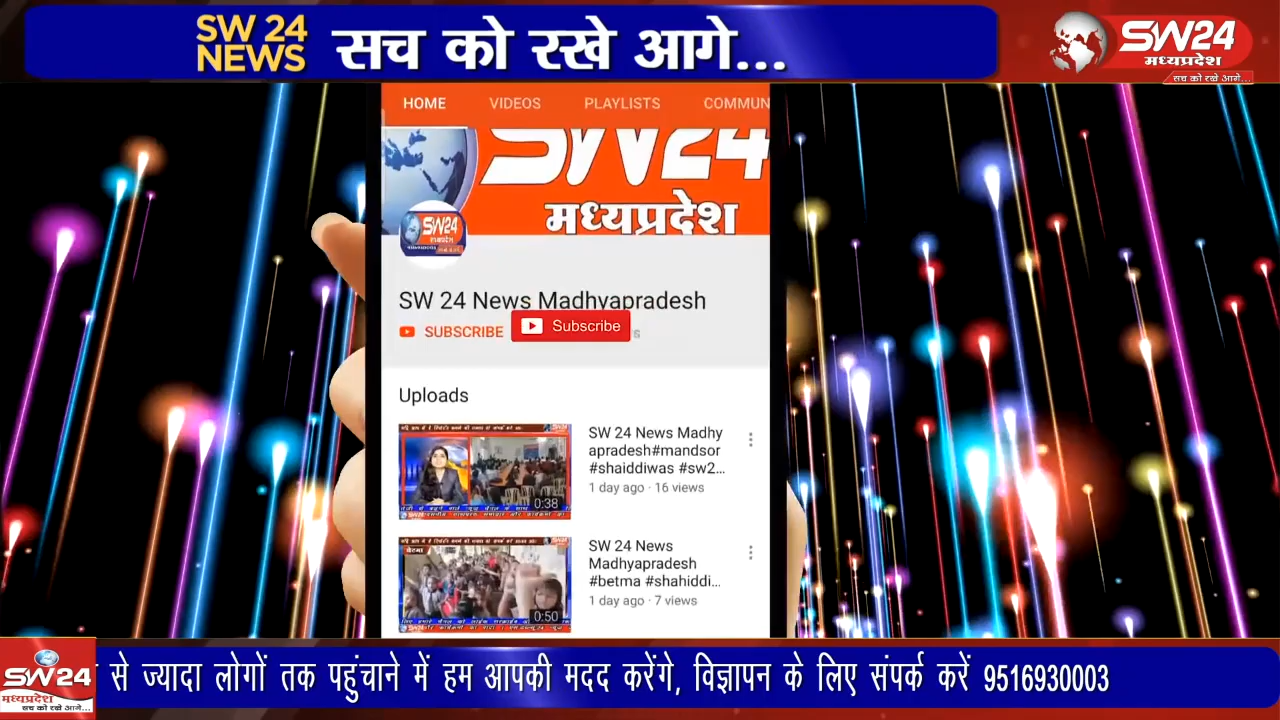 SW 24
NEWS
सच को रखे आगे...
SW24
मध्यप्रदेश
सच को रखे आगे...
HOME VIDEOS PLAYLISTS COMMUN
SW24
मध्यप्रदेश
SW24
SW 24 News Madhyapradesh
SUBSCRIBE Subscribe
Uploads
SW 24 News Madhy
apradesh#mandsor
#shaiddiwas #sw2...
1 day ago · 16 views
0:38
SW 24 News
Madhyapradesh
#betma #shahiddi...
1 day ago · 7 views
बेटमा
0:50
SW24
मध्यप्रदेश
सच को रखे आगे...
से ज्यादा लोगों तक पहुंचाने में हम आपकी मदद करेंगे, विज्ञापन के लिए संपर्क करें 9516930003